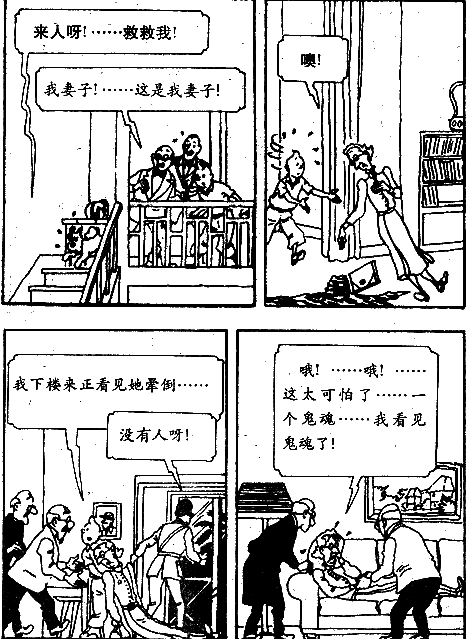 来人呀!……救救我!
我妻子!……这是我妻子!
噢!
我下楼来正看见她晕倒……
没有人呀!
哦! ……哦! ……
这太可怕了……一
个鬼魂……我看见
鬼魂了!